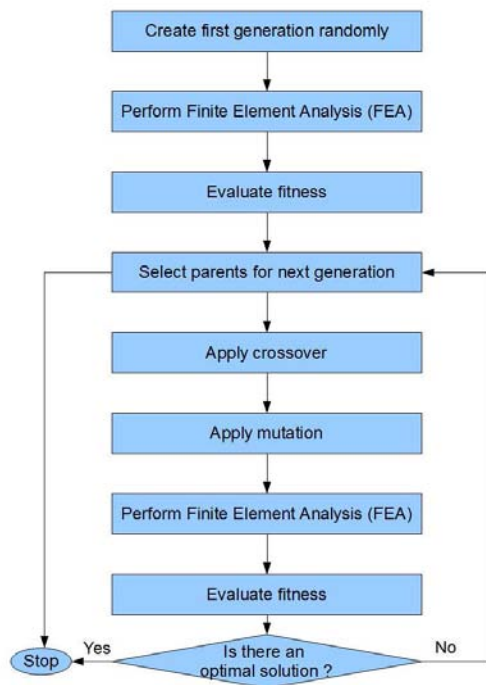 Create first generation randomly
Perform Finite Element Analysis (FEA)
Evaluate fitness
Select parents for next generation
Apply crossover
Apply mutation
Perform Finite Element Analysis (FEA)
Evaluate fitness
Is there an
optimal solution ?
Yes
No
Stop